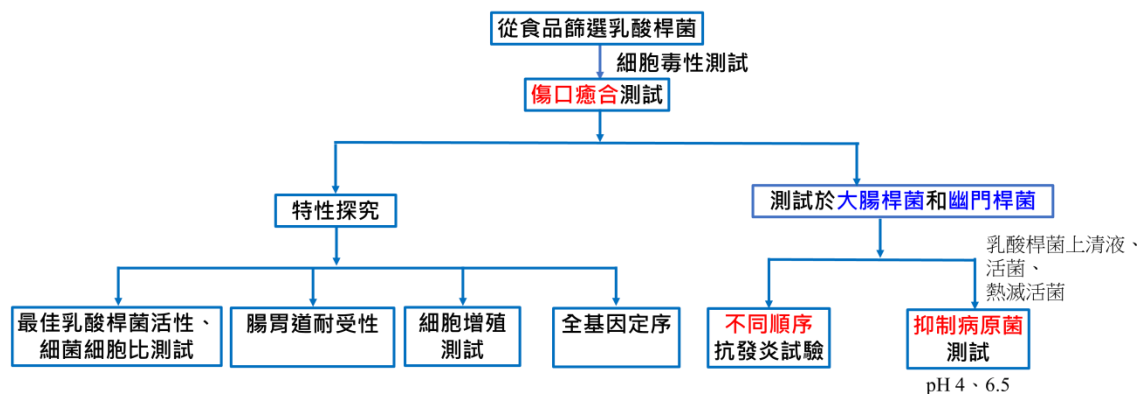 從食品篩選乳酸桿菌
細胞毒性測試
傷口癒合測試
特性探究
測試於大腸桿菌和幽門桿菌
乳酸桿菌上清液、
活菌、
熱滅活菌
最佳乳酸桿菌活性、
細菌細胞比測試
腸胃道耐受性
細胞增殖
測試
全基因定序
不同順序
抗發炎試驗
抑制病原菌
測試
pH 4、6.5